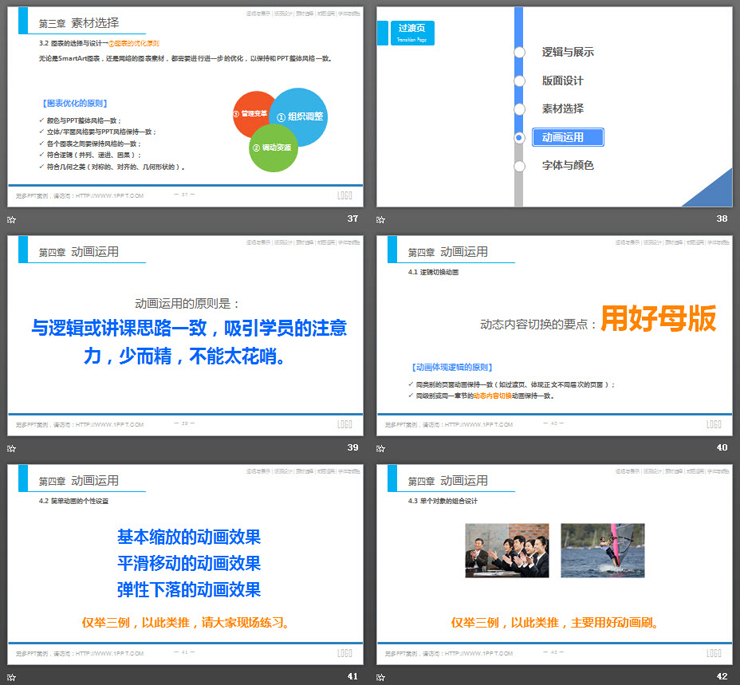 第三章 素材选择
3.2 图表的选择与设计—②图表的优化原则
无论是SmartArt图表，还是网络的图表素材，都需要进行进一步的优化，以保持和PPT整体风格一致。
【图表优化的原则】
✓ 颜色与PPT整体风格一致；
✓ 立体/平面风格要与PPT风格保持一致；
✓ 各个图表之间要保持风格的一致；
✓ 符合逻辑（并列、递进、因果）；
✓ 符合几何之美（对称的、对齐的、几何形状的）。
③ 管理变革
① 组织调整
② 调动资源
更多PPT案例，请访问：HTTP://WWW.1PPT.COM
— 37 —
LOGO
37
过渡页
Transition Page
逻辑与展示
版面设计
素材选择
动画运用
字体与颜色
38
第四章 动画运用
动画运用的原则是：
与逻辑或讲课思路一致，吸引学员的注意
力，少而精，不能太花哨。
更多PPT案例，请访问：HTTP://WWW.1PPT.COM
— 39 —
LOGO
39
第四章 动画运用
4.1 逻辑切换动画
动态内容切换的要点：用好母版
【动画体现逻辑的原则】
✓ 同类别的页面动画保持一致（如过渡页、体现正文不同层次的页面）；
✓ 同级别或同一章节的动态内容切换动画保持一致。
更多PPT案例，请访问：HTTP://WWW.1PPT.COM
— 40 —
LOGO
40
第四章 动画运用
4.2 简单动画的个性设置
基本缩放的动画效果
平滑移动的动画效果
弹性下落的动画效果
仅举三例，以此类推，请大家现场练习。
更多PPT案例，请访问：HTTP://WWW.1PPT.COM
— 41 —
LOGO
41
第四章 动画运用
4.3 单个对象的组合设计
仅举三例，以此类推，主要用好动画刷。
更多PPT案例，请访问：HTTP://WWW.1PPT.COM
— 42 —
LOGO
42